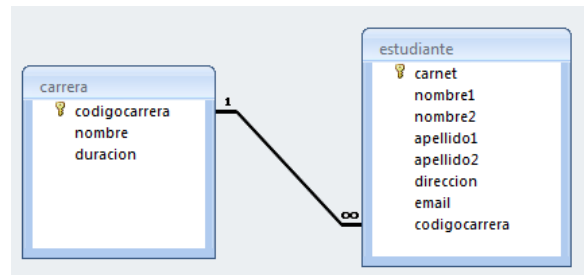 carrera
codigocarrera
nombre
duracion
1
∞
estudiante
carnet
nombre1
nombre2
apellido1
apellido2
direccion
email
codigocarrera